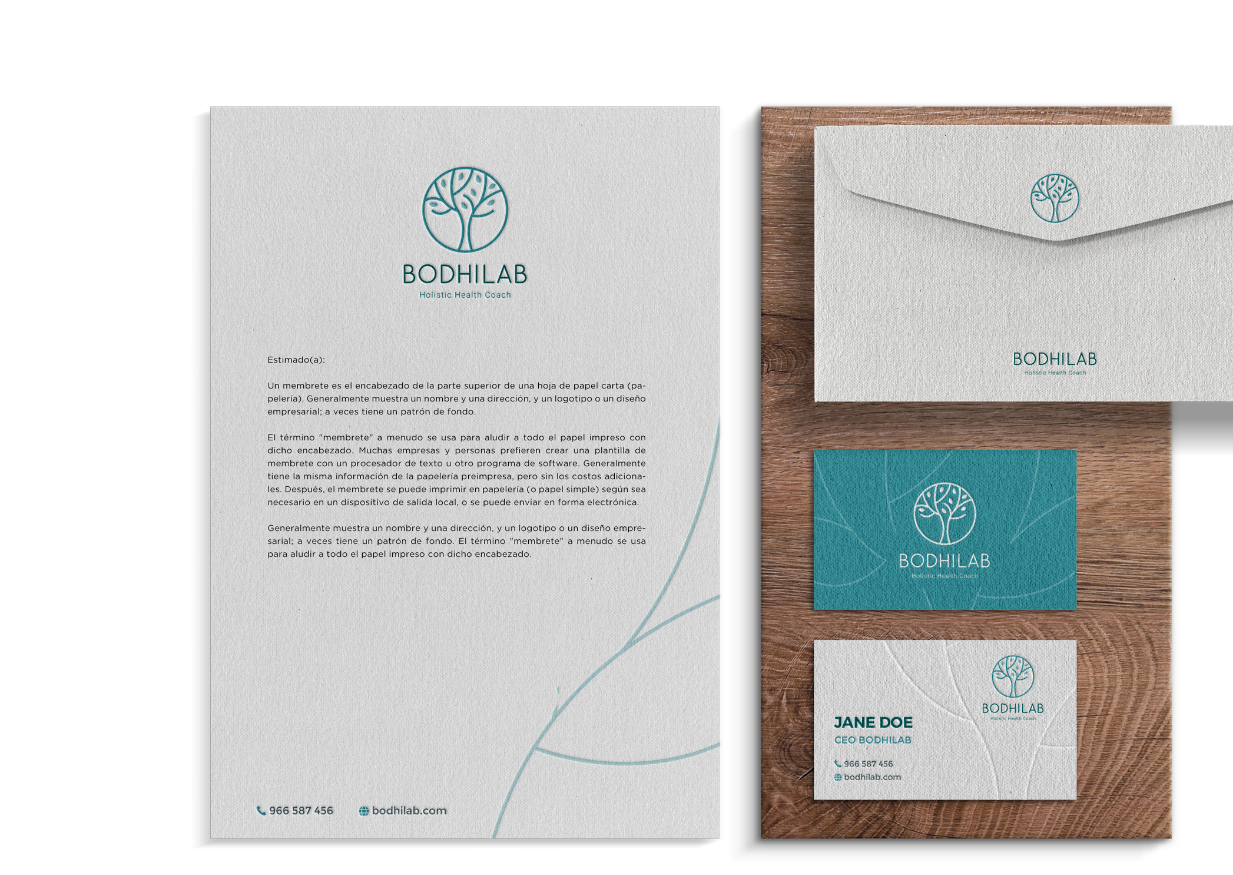 BODHILAB
Holistic Health Coach
Estimado(a):
Un membrete es el encabezado de la parte superior de una hoja de papel carta (pa-
pelería). Generalmente muestra un nombre y una dirección, y un logotipo o un diseño
empresarial; a veces tiene un patrón de fondo.
El término "membrete" a menudo se usa para aludir a todo el papel impreso con
dicho encabezado. Muchas empresas y personas prefieren crear una plantilla de
membrete con un procesador de texto u otro programa de software. Generalmente
tiene la misma información de la papelería preimpresa, pero sin los costos adiciona-
les. Después, el membrete se puede imprimir en papelería (o papel simple) según sea
necesario en un dispositivo de salida local, o se puede enviar en forma electrónica.
Generalmente muestra un nombre y una dirección, y un logotipo o un diseño empre-
sarial; a veces tiene un patrón de fondo. El término "membrete" a menudo se usa
para aludir a todo el papel impreso con dicho encabezado.
966 587 456 bodhilab.com
BODHILAB
Holistic Health Coach
BODHILAB
Holistic Health Coach
BODHILAB
Holistic Health Coach
JANE DOE
CEO BODHILAB
966 587 456
bodhilab.com